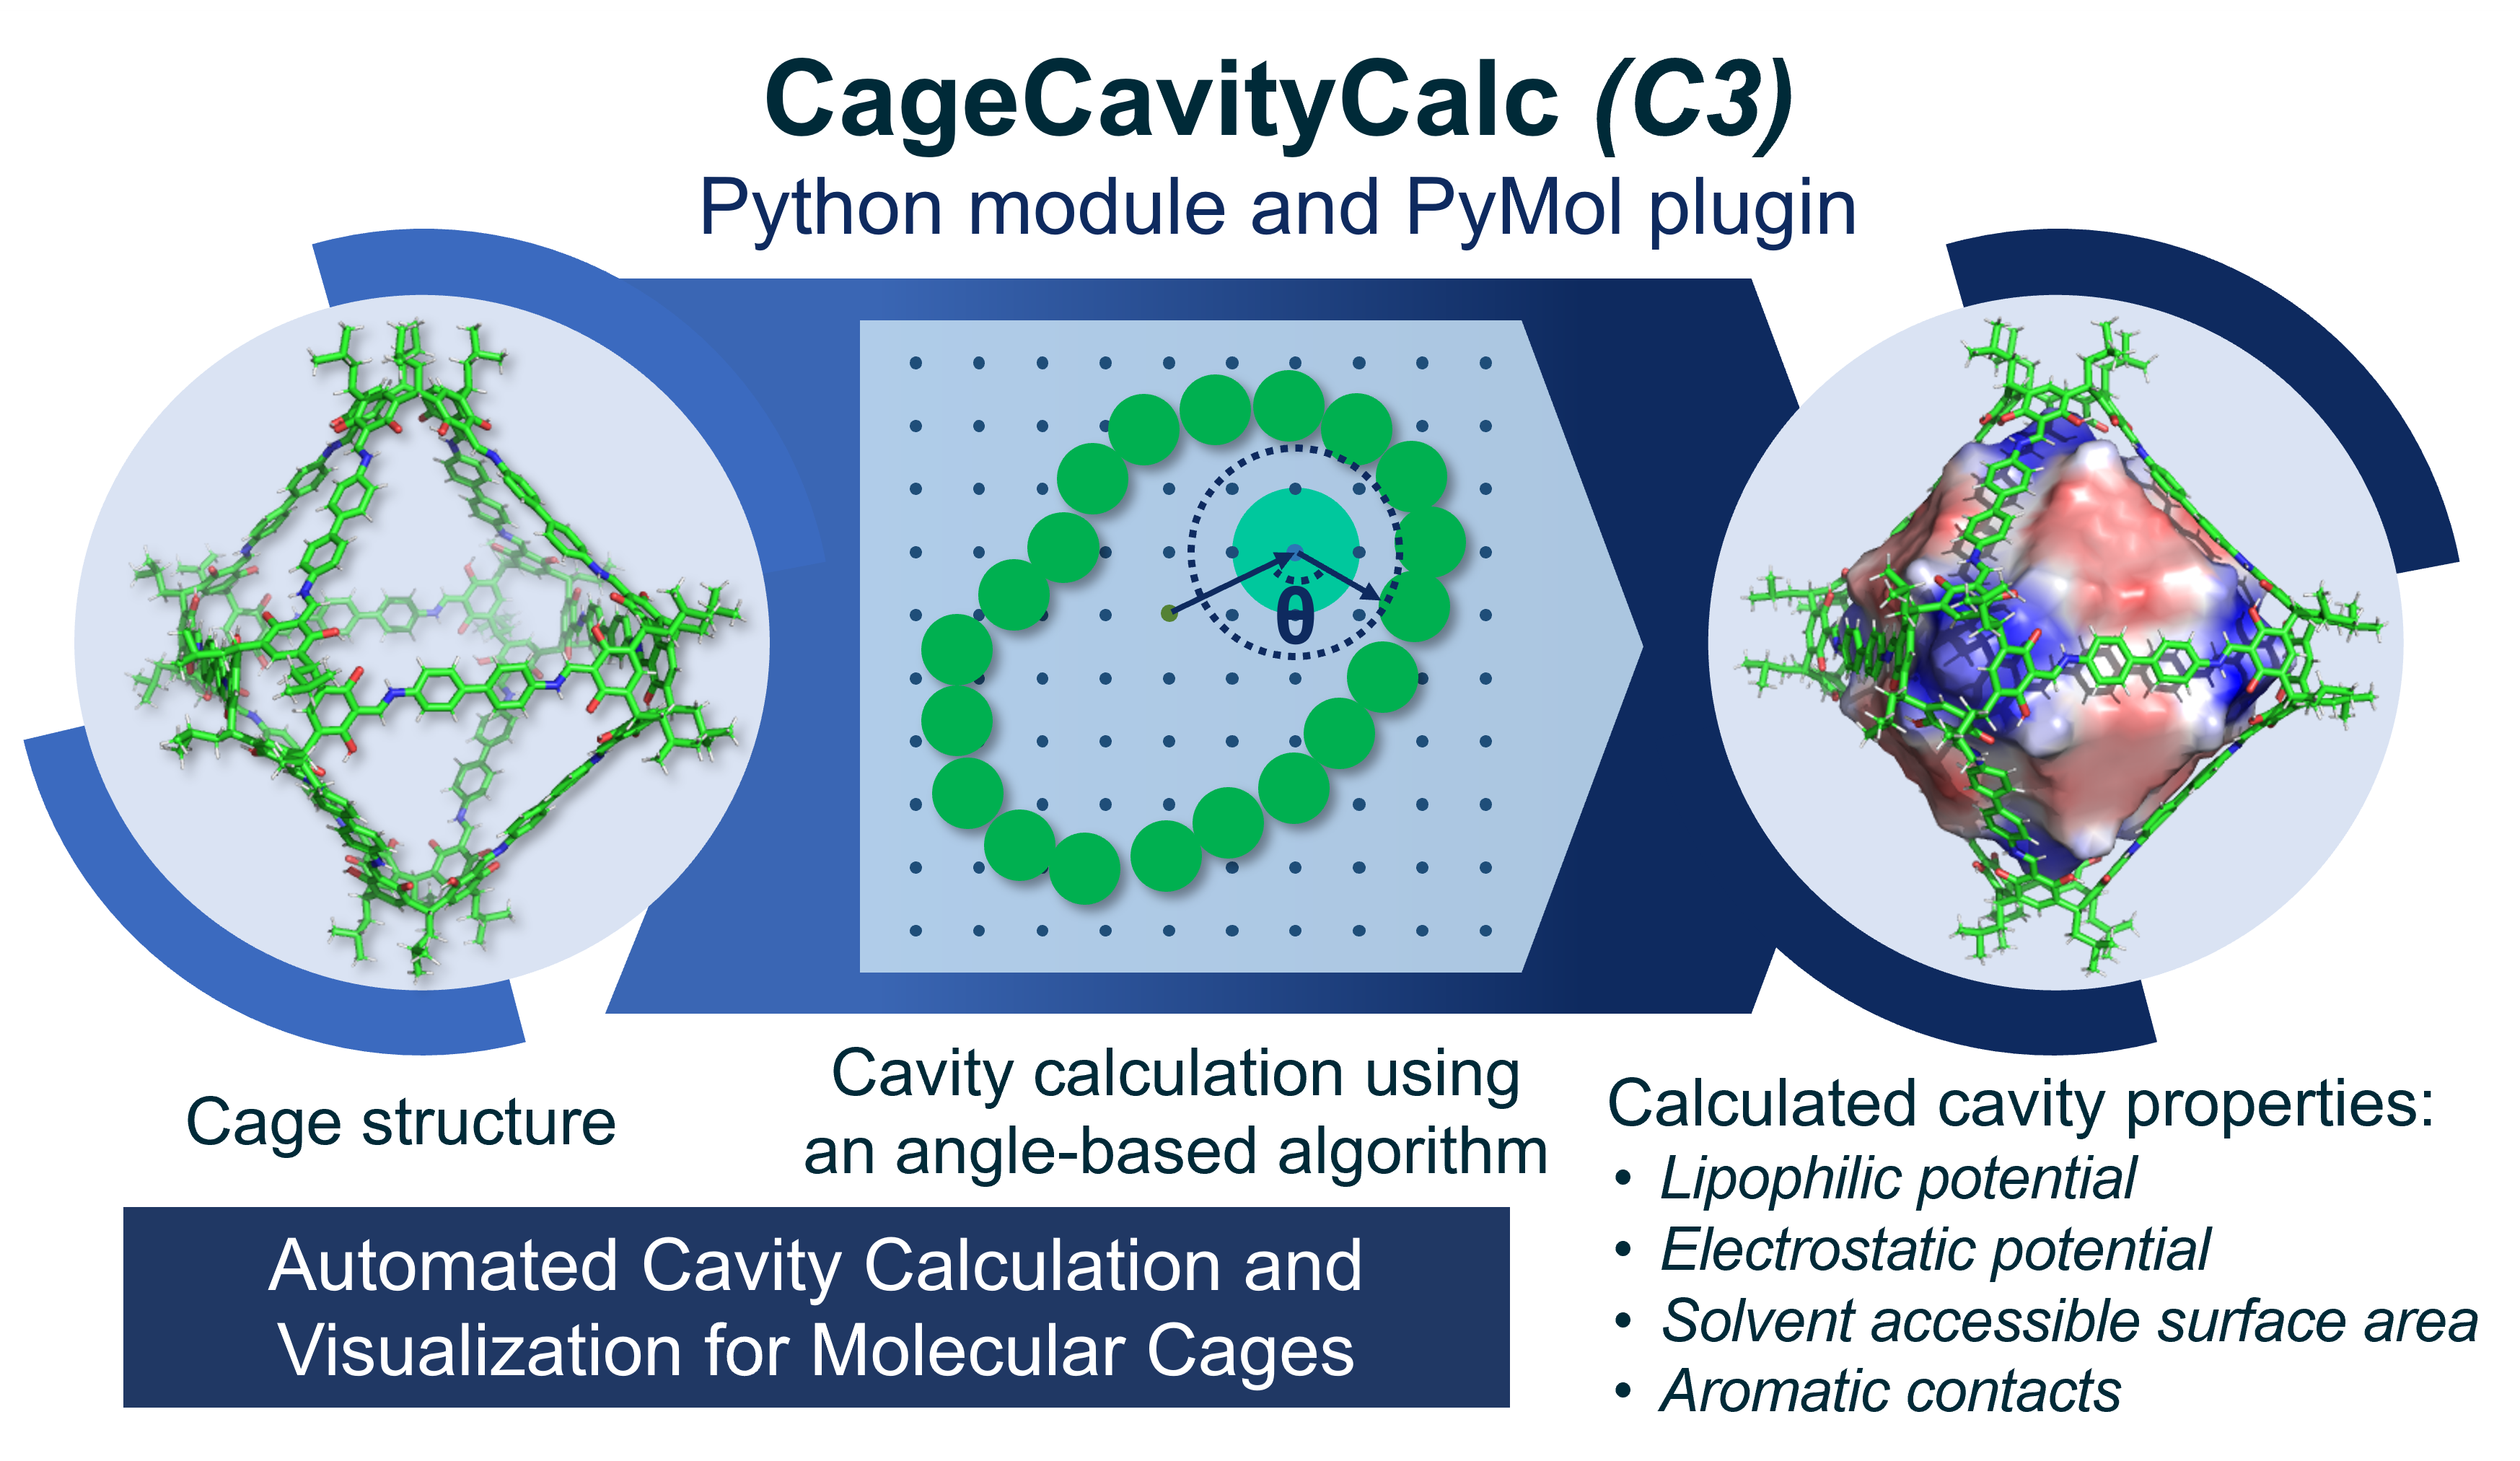 CageCavityCalc (C3)
Python module and PyMol plugin
θ
Cage structure
Cavity calculation using
an angle-based algorithm
Calculated cavity properties:
• Lipophilic potential
• Electrostatic potential
• Solvent accessible surface area
• Aromatic contacts
Automated Cavity Calculation and
Visualization for Molecular Cages